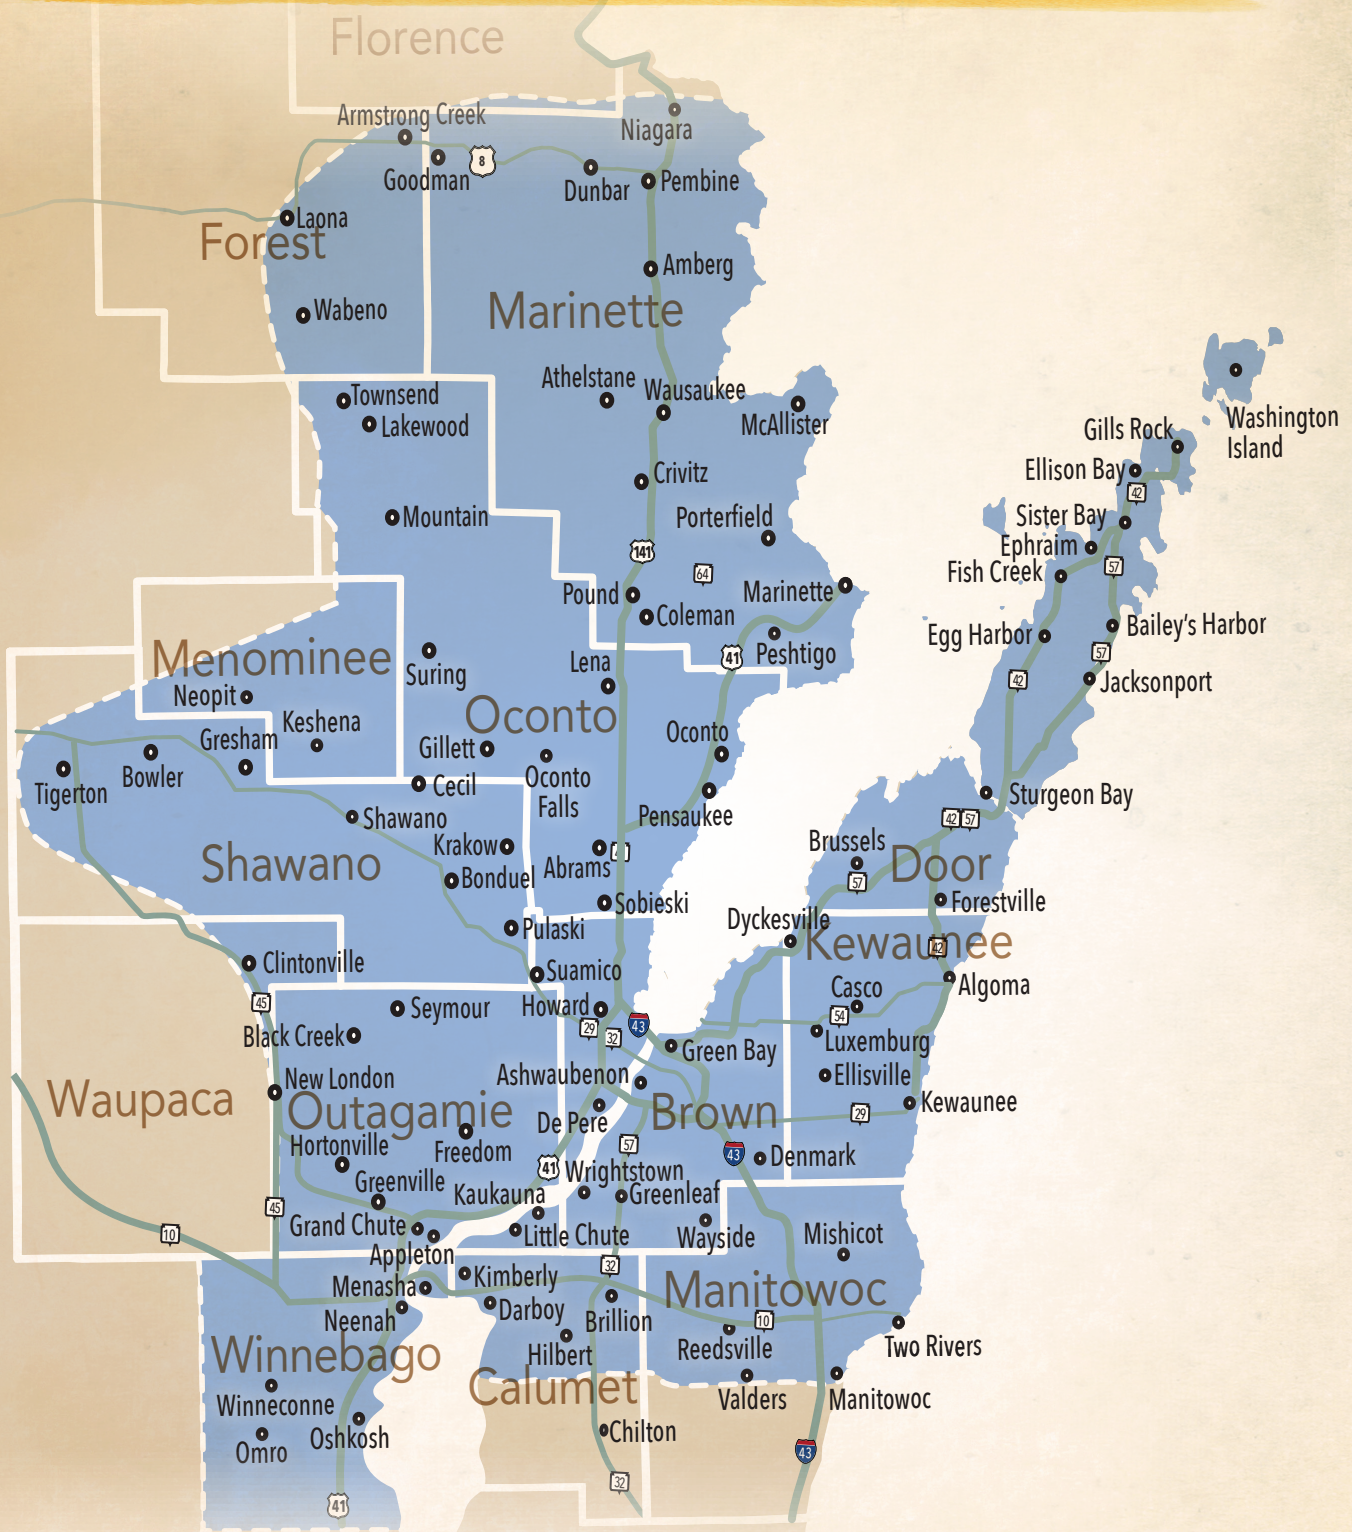 Florence
Armstrong Creek
Niagara
8
Goodman
Dunbar
Pembine
Laona
Forest
Amberg
Wabeno
Marinette
Athelstane
Wausaukee
Townsend
McAllister
Lakewood
Washington
Island
Gills Rock
Ellison Bay
Crivitz
42
Mountain
Porterfield
Sister Bay
Ephraim
141
64
57
Fish Creek
Pound
Marinette
Coleman
Bailey's Harbor
Egg Harbor
Menominee
Suring
Lena
41
Peshtigo
57
42
Jacksonport
Neopit
Keshena
Oconto
Oconto
Gresham
Gillett
Bowler
Tigerton
Cecil
Oconto
Falls
Sturgeon Bay
Shawano
Pensaukee
42
57
Krakow
Brussels
Shawano
Abrams
41
Door
Bonduel
57
Sobieski
Forestville
Dyckesville
Pulaski
Kewaunee
42
Clintonville
Suamico
Casco
Algoma
45
Seymour
Howard
29
32
43
54
Black Creek
Green Bay
Luxemburg
New London
Ashwaubenon
Ellisville
Waupaca
Outagamie
De Pere
Brown
29
Kewaunee
Hortonville
Freedom
57
43
Denmark
41
Wrightstown
Greenville
Kaukauna
Greenleaf
45
Grand Chute
Little Chute
Wayside
Mishicot
10
Appleton
Menasha
Kimberly
32
Manitowoc
Darboy
Neenah
Brillion
10
Winnebago
Hilbert
Reedsville
Two Rivers
Calumet
Winneconne
Valders
Manitowoc
Oshkosh
Omro
Chilton
43
32
41